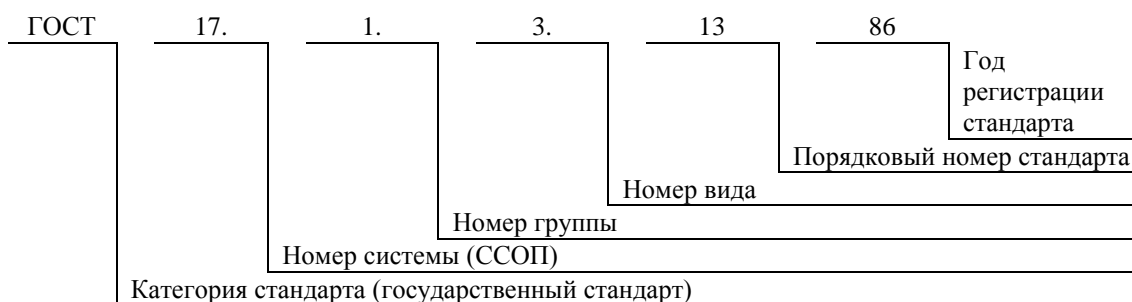 ГОСТ 17. 1. 3. 13 86
Год
регистрации
стандарта
Порядковый номер стандарта
Номер вида
Номер группы
Номер системы (ССОП)
Категория стандарта (государственный стандарт)